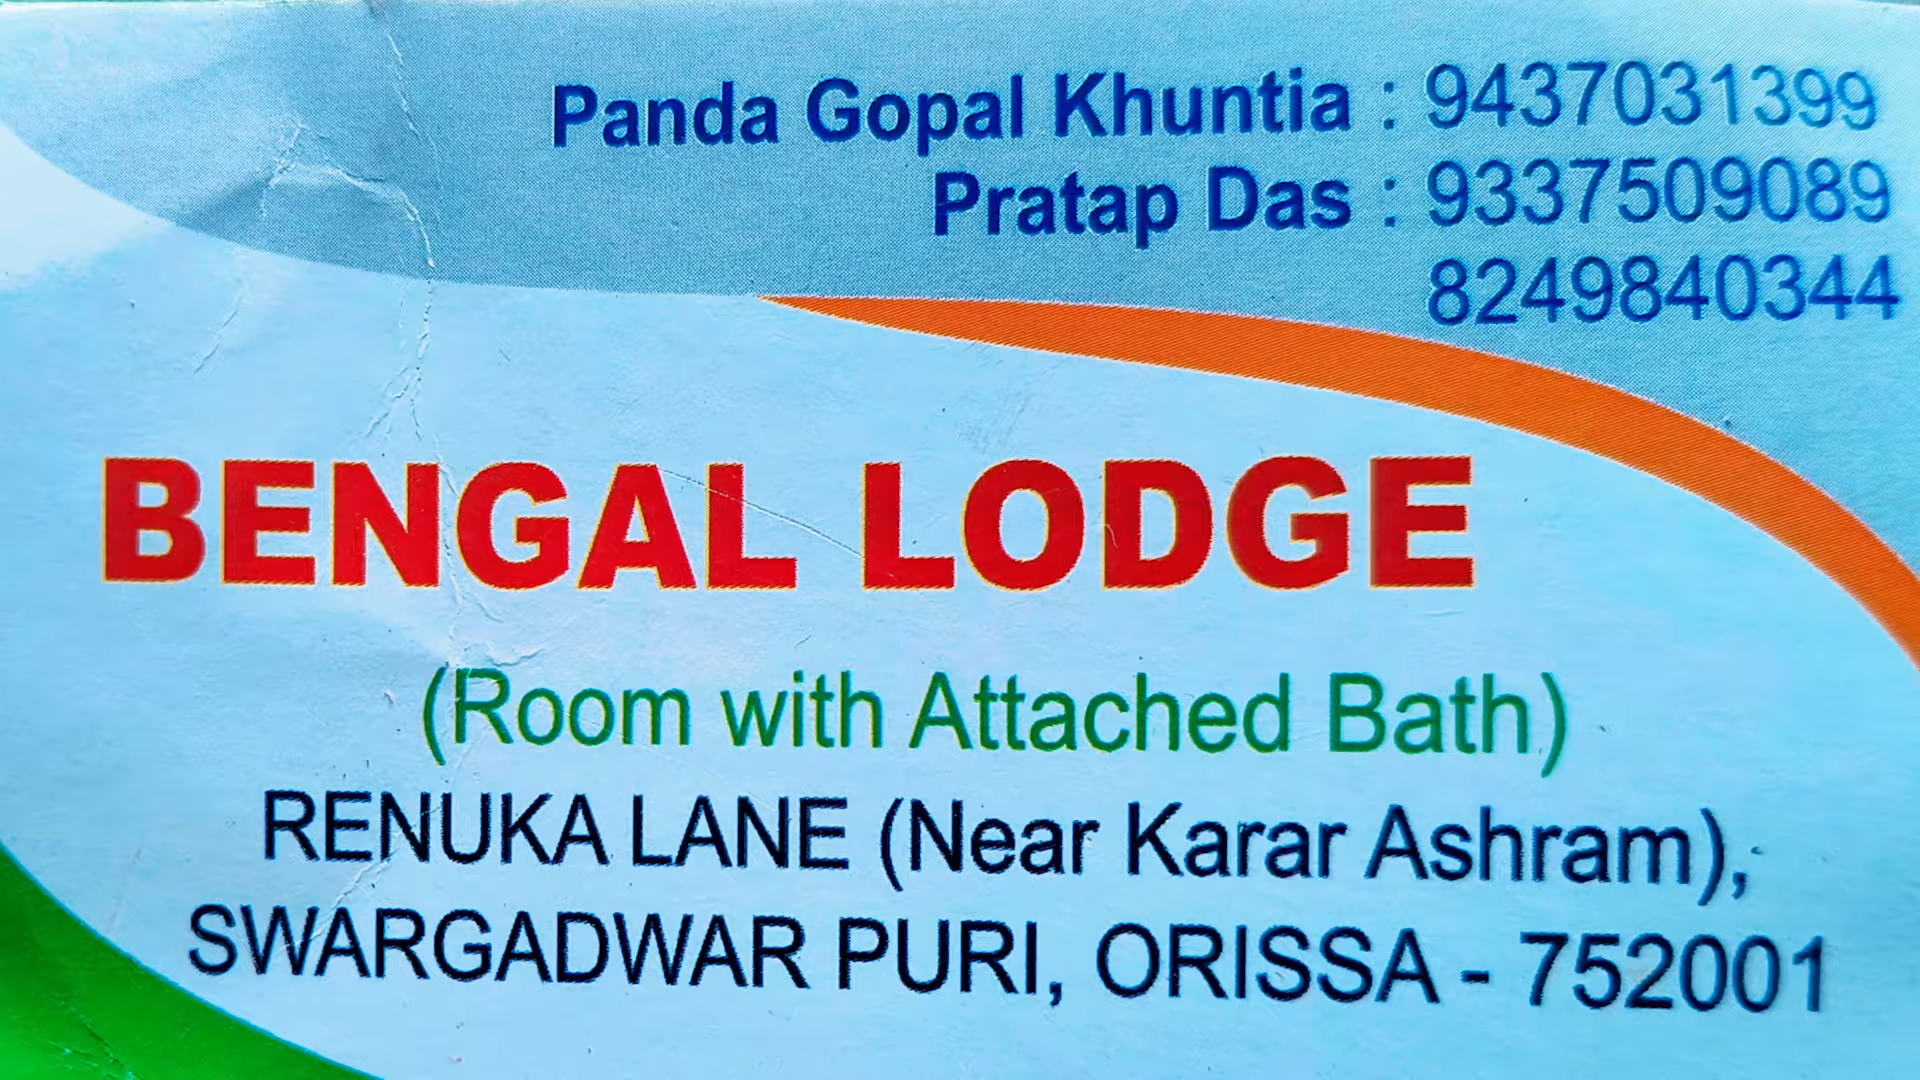 Panda Gopal Khuntia : 9437031399
Pratap Das : 9337509089
8249840344
BENGAL LODGE
(Room with Attached Bath)
RENUKA LANE (Near Karar Ashram),
SWARGADWAR PURI, ORISSA - 752001